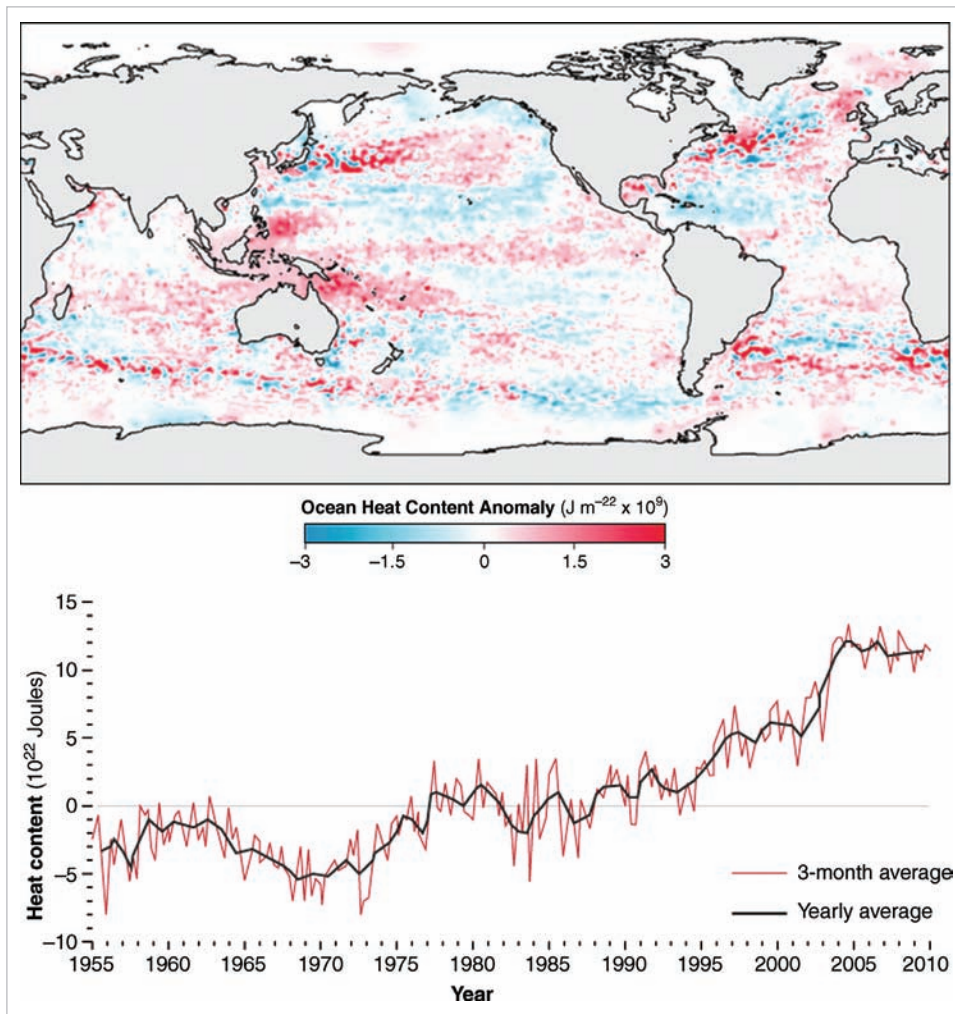 Ocean Heat Content Anomaly (J m⁻²² x 10⁹)
−3 −1.5 0 1.5 3
15
10
5
0
−5
−10
Heat content (10²² Joules)
3-month average
Yearly average
1955 1960 1965 1970 1975 1980 1985 1990 1995 2000 2005 2010
Year